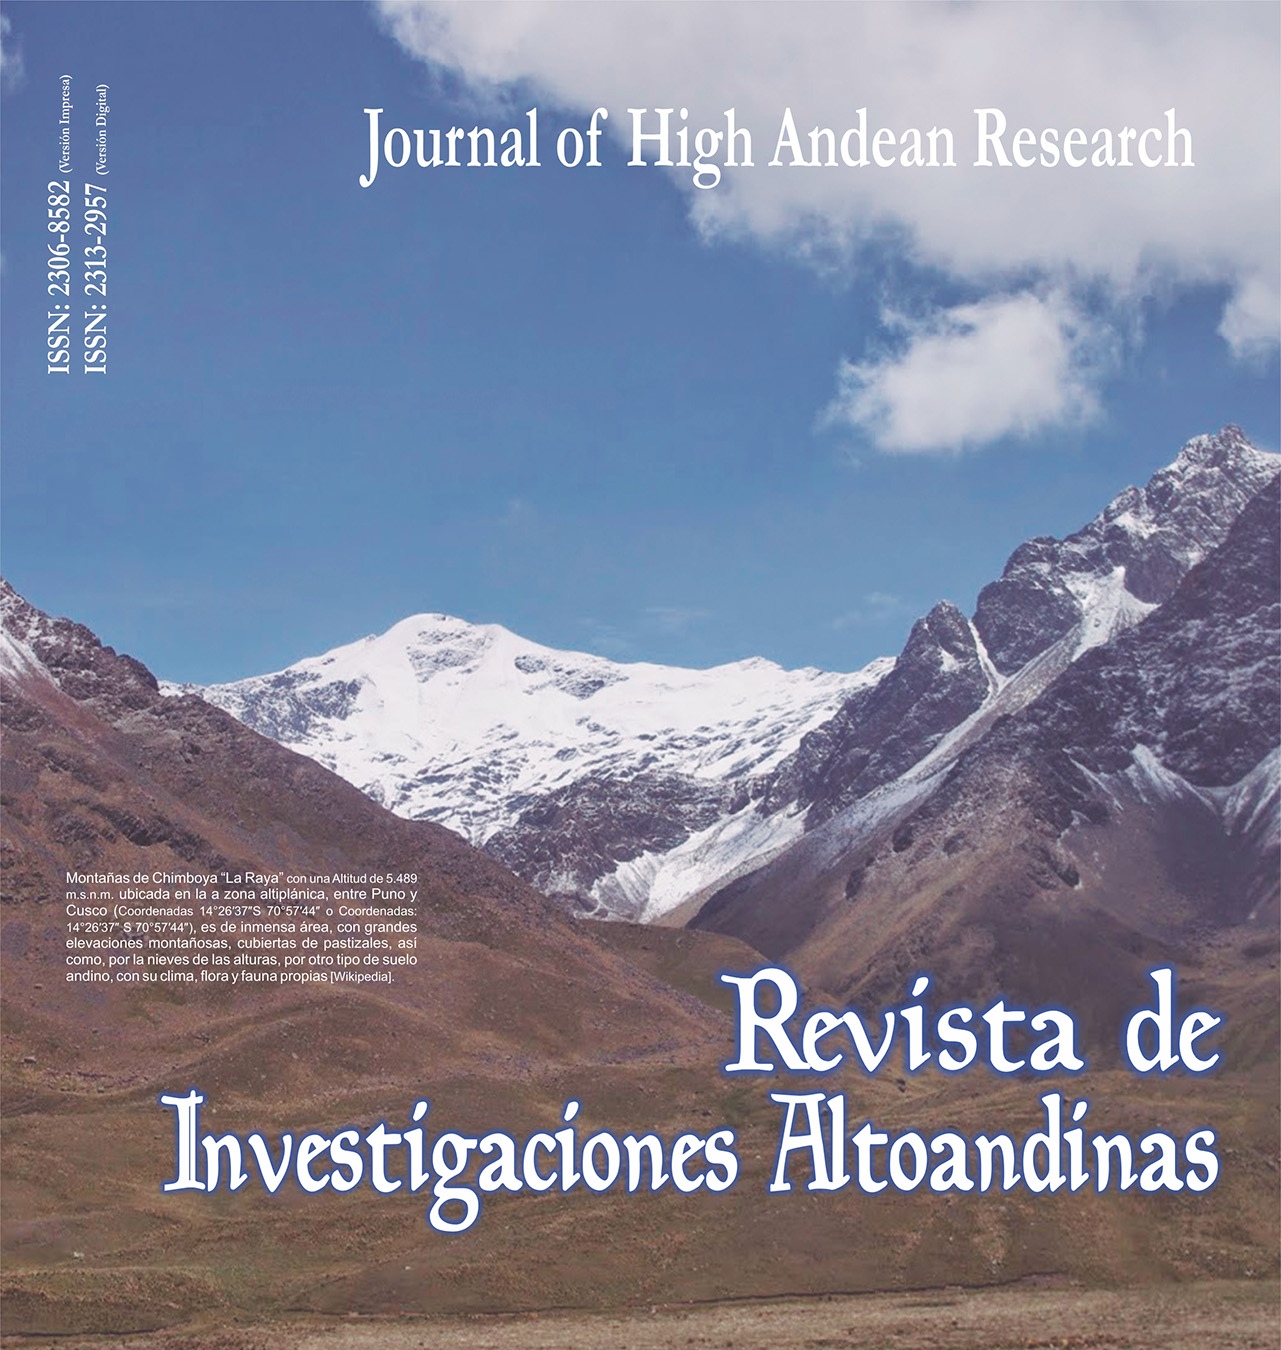 Journal of High Andean Research
ISSN: 2306-8582 (Versión Impresa)
ISSN: 2313-2957 (Versión Digital)
Montañas de Chimboya “La Raya” con una Altitud de 5.489
m.s.n.m. ubicada en la a zona altiplánica, entre Puno y
Cusco (Coordenadas 14°26′37″S 70°57′44″ o Coordenadas:
14°26′37″ S 70°57′44″), es de inmensa área, con grandes
elevaciones montañosas, cubiertas de pastizales, así
como, por la nieves de las alturas, por otro tipo de suelo
andino, con su clima, flora y fauna propias [Wikipedia].
Revista de
Investigaciones Altoandinas